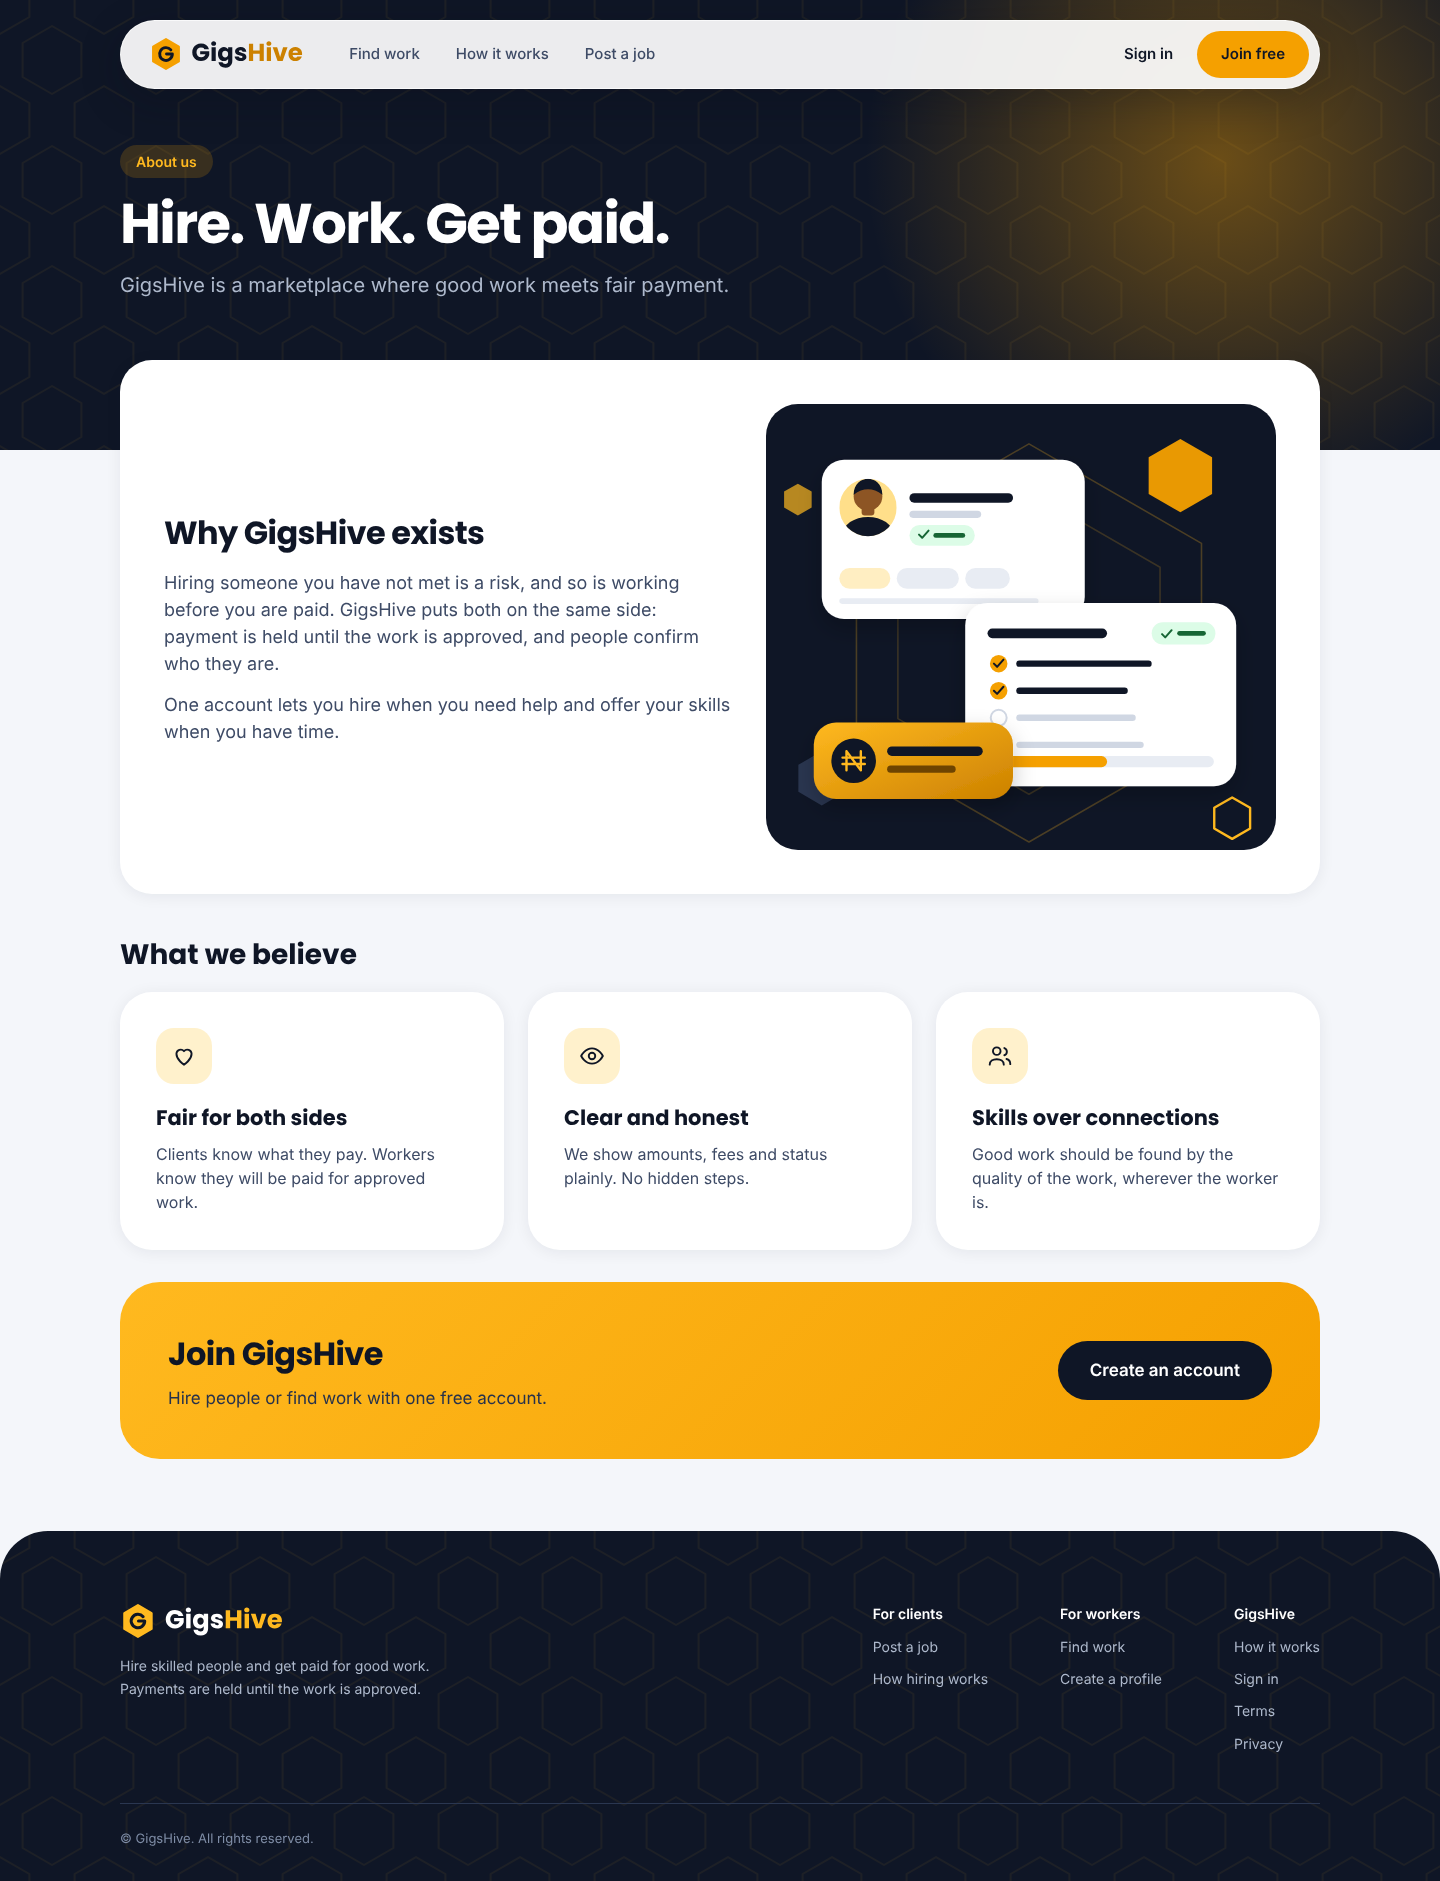 GigsHive
Find work
How it works
Post a job
Sign in
Join free
About us
Hire. Work. Get paid.
GigsHive is a marketplace where good work meets fair payment.
Why GigsHive exists
Hiring someone you have not met is a risk, and so is working
before you are paid. GigsHive puts both on the same side:
payment is held until the work is approved, and people confirm
who they are.
One account lets you hire when you need help and offer your skills
when you have time.
₦
What we believe
Fair for both sides
Clients know what they pay. Workers
know they will be paid for approved
work.
Clear and honest
We show amounts, fees and status
plainly. No hidden steps.
Skills over connections
Good work should be found by the
quality of the work, wherever the worker
is.
Join GigsHive
Hire people or find work with one free account.
Create an account
GigsHive
Hire skilled people and get paid for good work.
Payments are held until the work is approved.
For clients
Post a job
How hiring works
For workers
Find work
Create a profile
GigsHive
How it works
Sign in
Terms
Privacy
© GigsHive. All rights reserved.